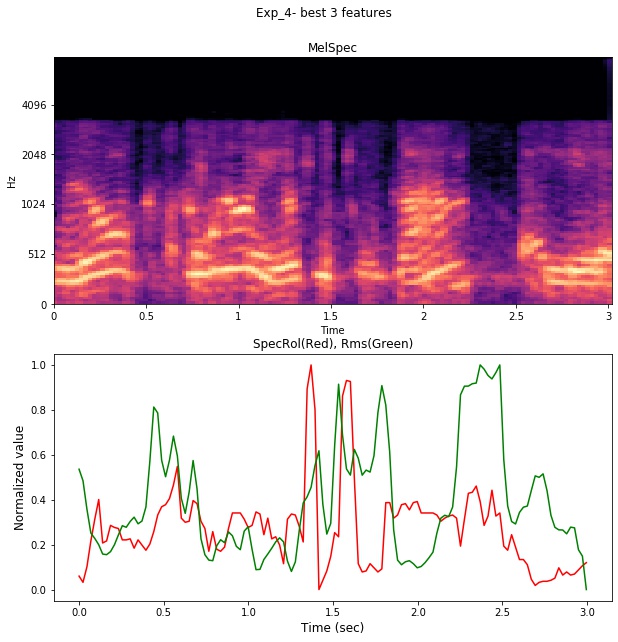 Exp_4- best 3 features
MelSpec
4096
2048
1024
512
0
Hz
0 0.5 1 1.5 2 2.5 3
Time
SpecRol(Red), Rms(Green)
1.0
0.8
0.6
0.4
0.2
0.0
Normalized value
0.0 0.5 1.0 1.5 2.0 2.5 3.0
Time (sec)